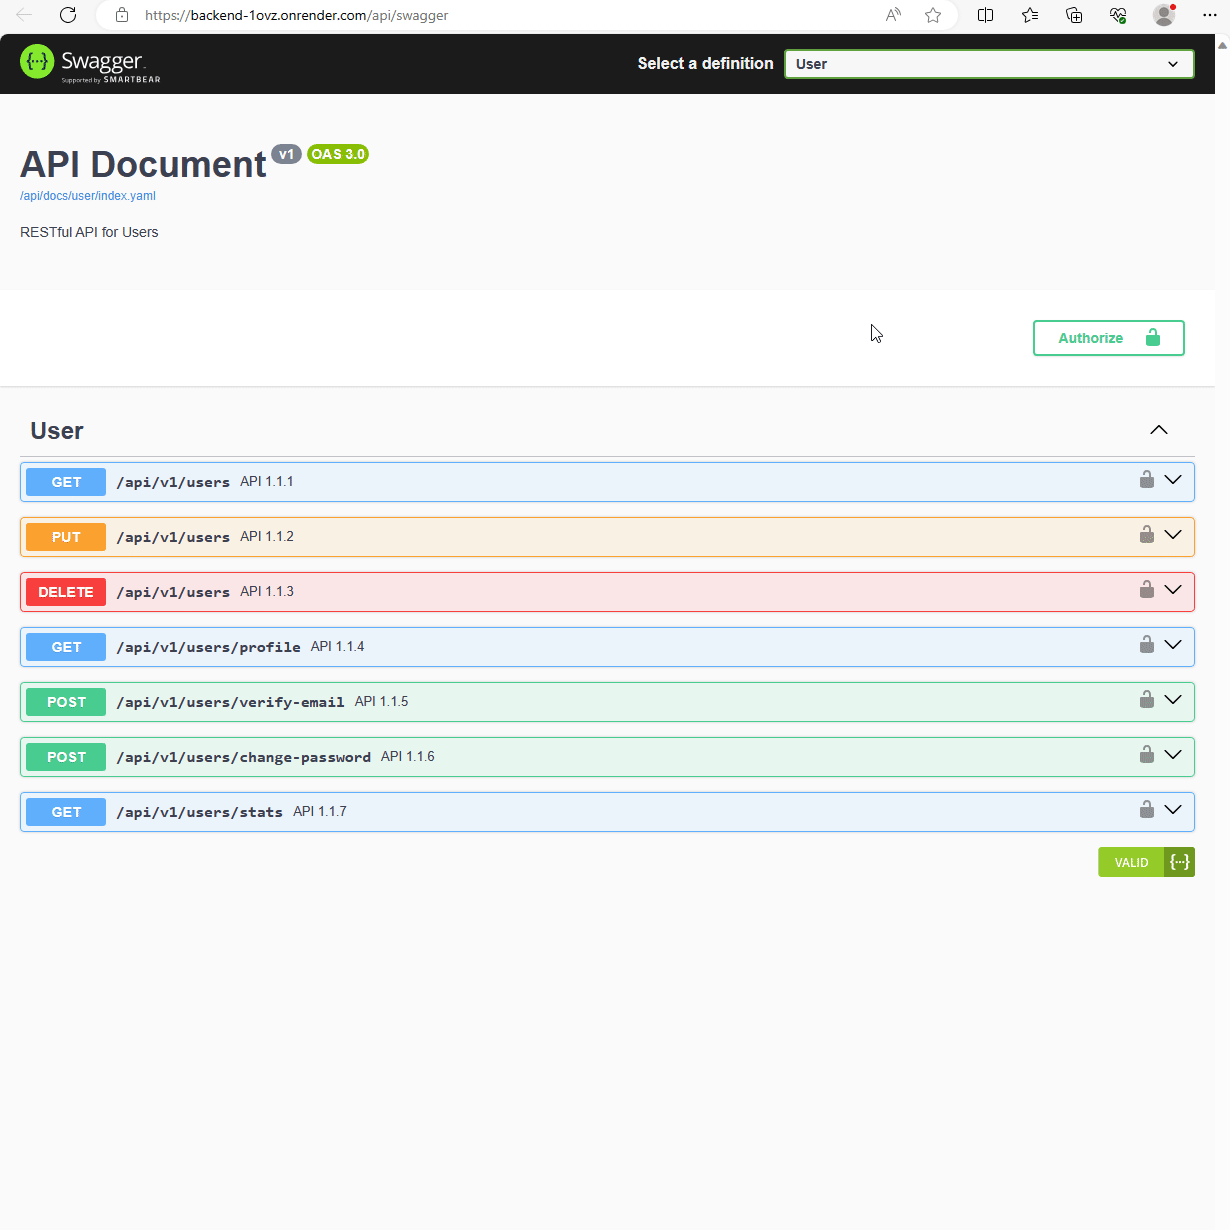 https://backend-1ovz.onrender.com/api/swagger
Swagger
Supported by SMARTBEAR
Select a definition
User
API Document v1 OAS 3.0
/api/docs/user/index.yaml
RESTful API for Users
Authorize
User
GET /api/v1/users API 1.1.1
PUT /api/v1/users API 1.1.2
DELETE /api/v1/users API 1.1.3
GET /api/v1/users/profile API 1.1.4
POST /api/v1/users/verify-email API 1.1.5
POST /api/v1/users/change-password API 1.1.6
GET /api/v1/users/stats API 1.1.7
VALID {···}